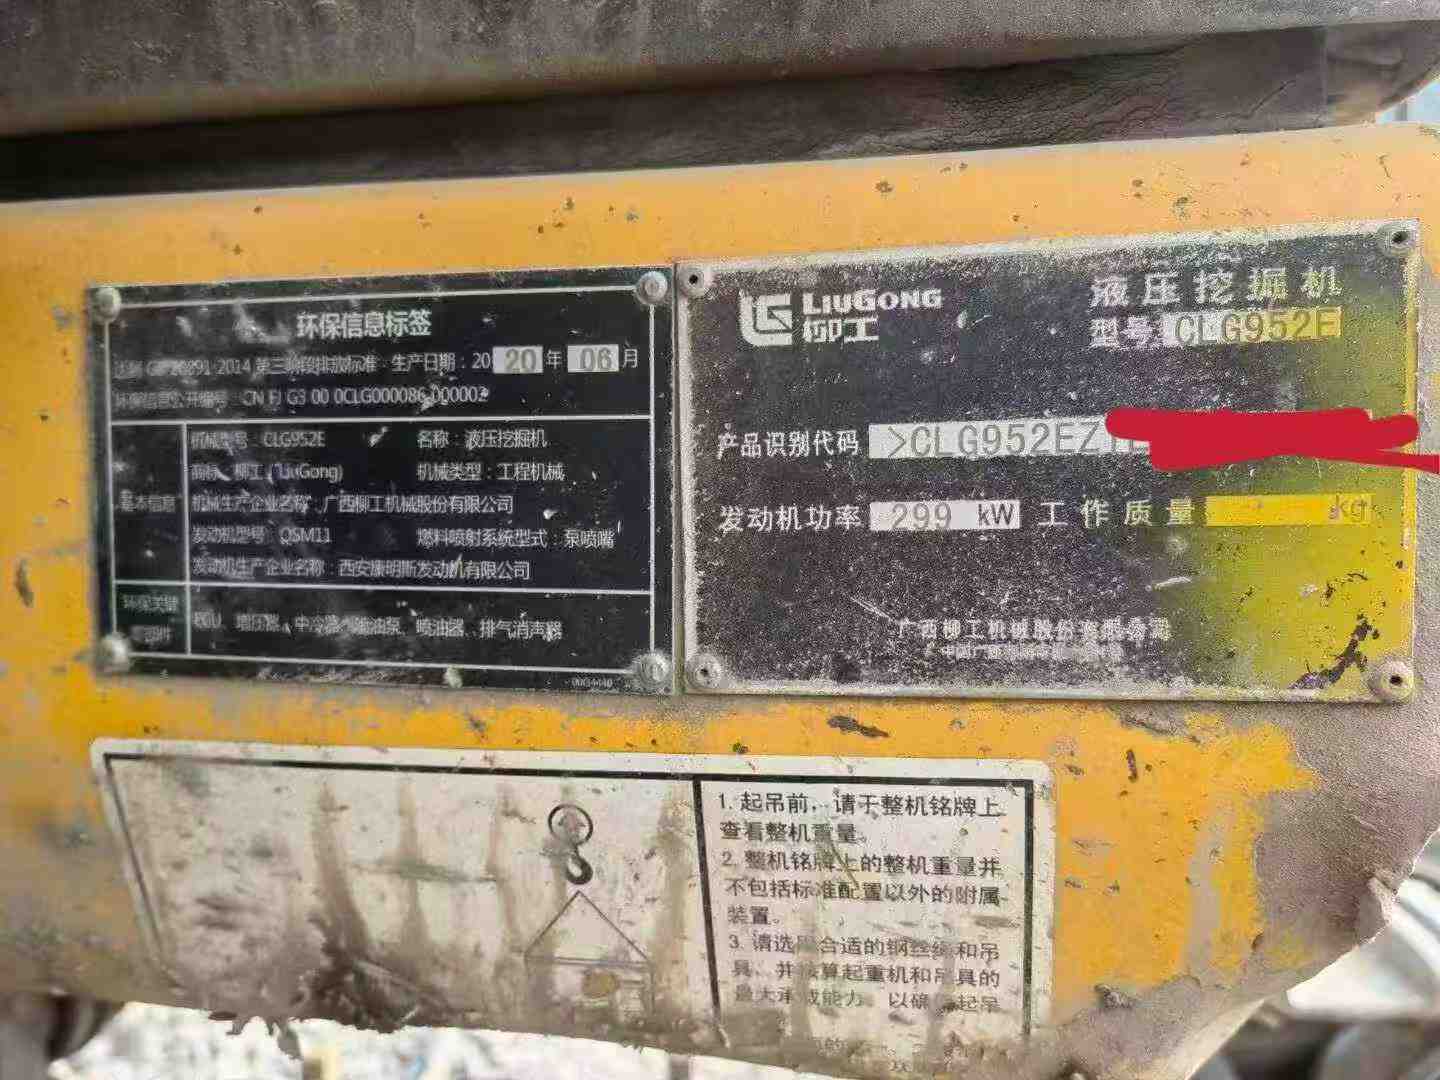 环保信息标签
达到 GB 20891-2014 第三阶段排放标准 生产日期：2020年06月
环保信息公开编号：CN FJ G3 00 0CLG000086 000002
基本信息
机械型号：CLG952E 名称：液压挖掘机
商标：柳工 (LiuGong) 机械类型：工程机械
机械生产企业名称：广西柳工机械股份有限公司
发动机型号：QSM11 燃料喷射系统型式：泵喷嘴
发动机生产企业名称：西安康明斯发动机有限公司
环保关键
零部件
ECU、增压器、中冷器、喷油泵、喷油器、排气消声器
LIUGONG
柳工
液压挖掘机
型号 CLG952E
产品识别代码 >CLG952EZ
发动机功率 299 kW 工作质量 kg
广西柳工机械股份有限公司
1. 起吊前，请于整机铭牌上
查看整机重量。
2. 整机铭牌上的整机重量并
不包括标准配置以外的附属
装置。
3. 请选用合适的钢丝绳和吊
具，并核算起重机和吊具的
最大承载能力，以确 起吊